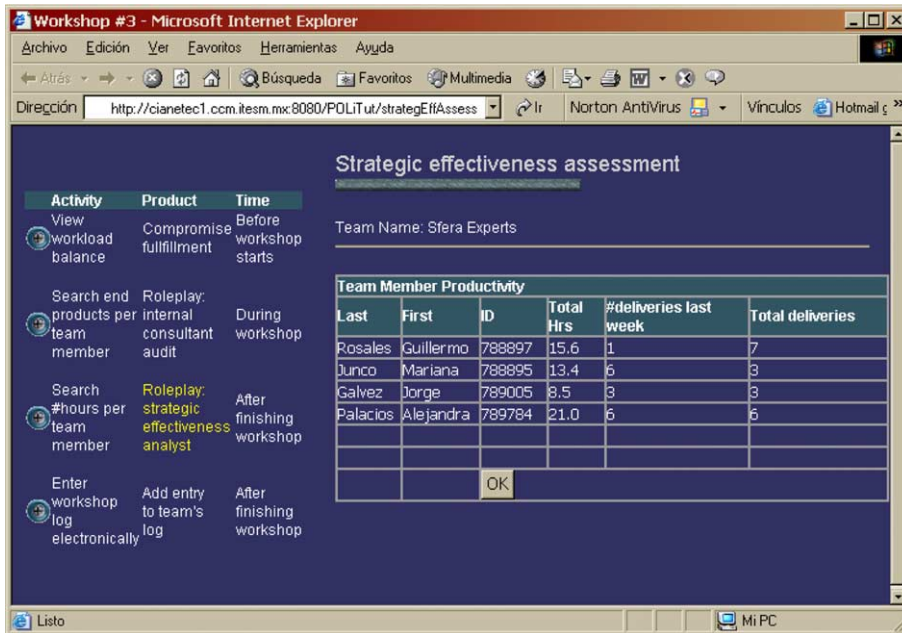 Workshop #3 - Microsoft Internet Explorer
Archivo Edición Ver Favoritos Herramientas Ayuda
Atrás Búsqueda Favoritos Multimedia
Dirección http://cianetec1.ccm.itesm.mx:8080/POLiTut/strategEffAssess Ir Norton AntiVirus Vínculos Hotmail
Strategic effectiveness assessment
Team Name: Sfera Experts
Activity Product Time
View workload balance
Compromise fullfillment
Before workshop starts
Search end products per team member
Roleplay: internal consultant audit
During workshop
Search #hours per team member
Roleplay: strategic effectiveness analyst
After finishing workshop
Enter workshop log electronically
Add entry to team's log
After finishing workshop
Team Member Productivity
Last First ID Total Hrs #deliveries last week Total deliveries
Rosales Guillermo 788897 15.6 1 7
Junco Mariana 788895 13.4 6 3
Galvez Jorge 789005 8.5 3 3
Palacios Alejandra 789784 21.0 6 6
OK
Listo Mi PC